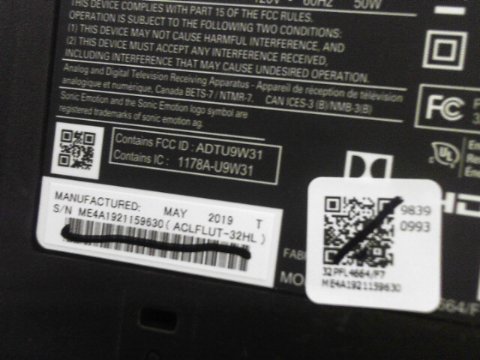 120V 60Hz 50W
THIS DEVICE COMPLIES WITH PART 15 OF THE FCC RULES.
OPERATION IS SUBJECT TO THE FOLLOWING TWO CONDITIONS:
(1) THIS DEVICE MAY NOT CAUSE HARMFUL INTERFERENCE, AND
(2) THIS DEVICE MUST ACCEPT ANY INTERFERENCE RECEIVED,
INCLUDING INTERFERENCE THAT MAY CAUSE UNDESIRED OPERATION.
Analog and Digital Television Receiving Apparatus - Appareil de réception de télévision
analogique et numérique, Canada BETS-7 / NTMR-7, CAN ICES-3 (B)/NMB-3(B)
Sonic Emotion and the Sonic Emotion logo symbol are
registered trademarks of sonic emotion ag.
FC
Contains FCC ID : ADTU9W31
Contains IC : 1178A-U9W31
UL
MANUFACTURED: MAY 2019 T
S/N ME4A1921159630(ACLFLUT-32HL)
9839
0993
32PFL4664/F7
ME4A1921159630